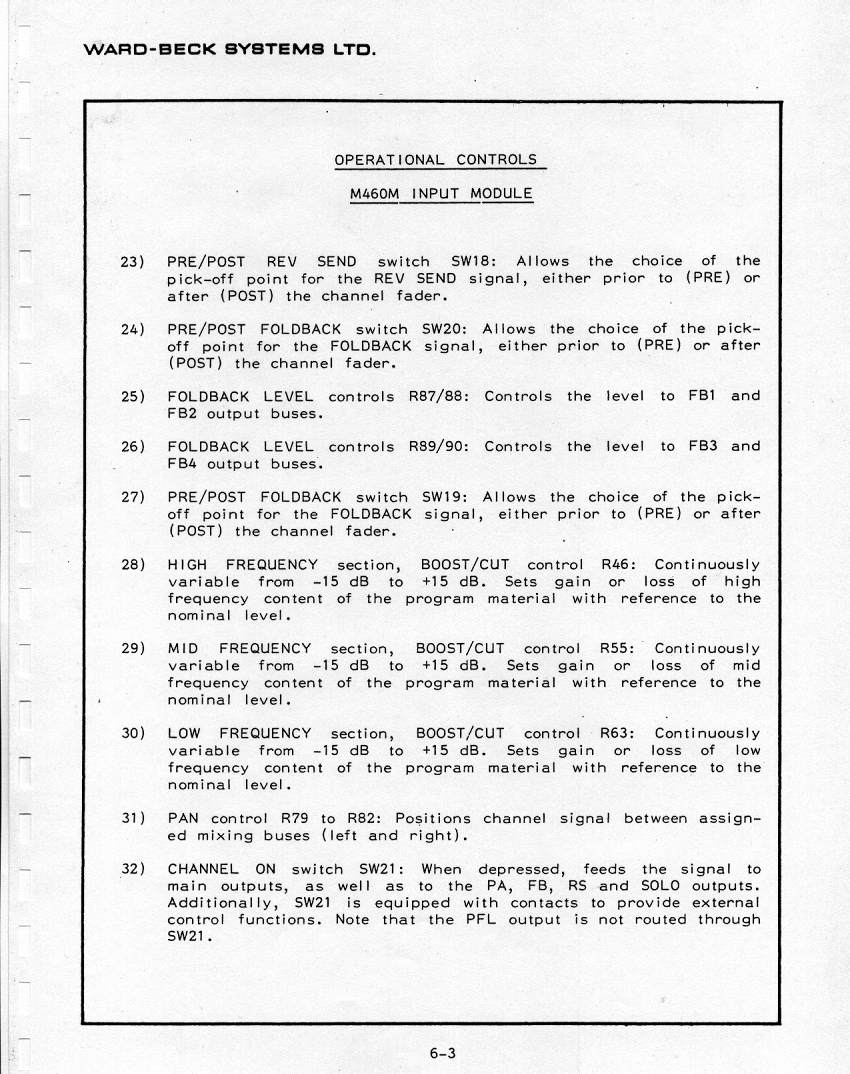 WARD-BECK SYSTEMS LTD.
OPERATIONAL CONTROLS
M460M INPUT MODULE
23) PRE/POST REV SEND switch SW18: Allows the choice of the
pick-off point for the REV SEND signal, either prior to (PRE) or
after (POST) the channel fader.
24) PRE/POST FOLDBACK switch SW20: Allows the choice of the pick-
off point for the FOLDBACK signal, either prior to (PRE) or after
(POST) the channel fader.
25) FOLDBACK LEVEL controls R87/88: Controls the level to FB1 and
FB2 output buses.
26) FOLDBACK LEVEL controls R89/90: Controls the level to FB3 and
FB4 output buses.
27) PRE/POST FOLDBACK switch SW19: Allows the choice of the pick-
off point for the FOLDBACK signal, either prior to (PRE) or after
(POST) the channel fader.
28) HIGH FREQUENCY section, BOOST/CUT control R46: Continuously
variable from -15 dB to +15 dB. Sets gain or loss of high
frequency content of the program material with reference to the
nominal level.
29) MID FREQUENCY section, BOOST/CUT control R55: Continuously
variable from -15 dB to +15 dB. Sets gain or loss of mid
frequency content of the program material with reference to the
nominal level.
30) LOW FREQUENCY section, BOOST/CUT control R63: Continuously
variable from -15 dB to +15 dB. Sets gain or loss of low
frequency content of the program material with reference to the
nominal level.
31) PAN control R79 to R82: Positions channel signal between assign-
ed mixing buses (left and right).
32) CHANNEL ON switch SW21: When depressed, feeds the signal to
main outputs, as well as to the PA, FB, RS and SOLO outputs.
Additionally, SW21 is equipped with contacts to provide external
control functions. Note that the PFL output is not routed through
SW21.
6-3